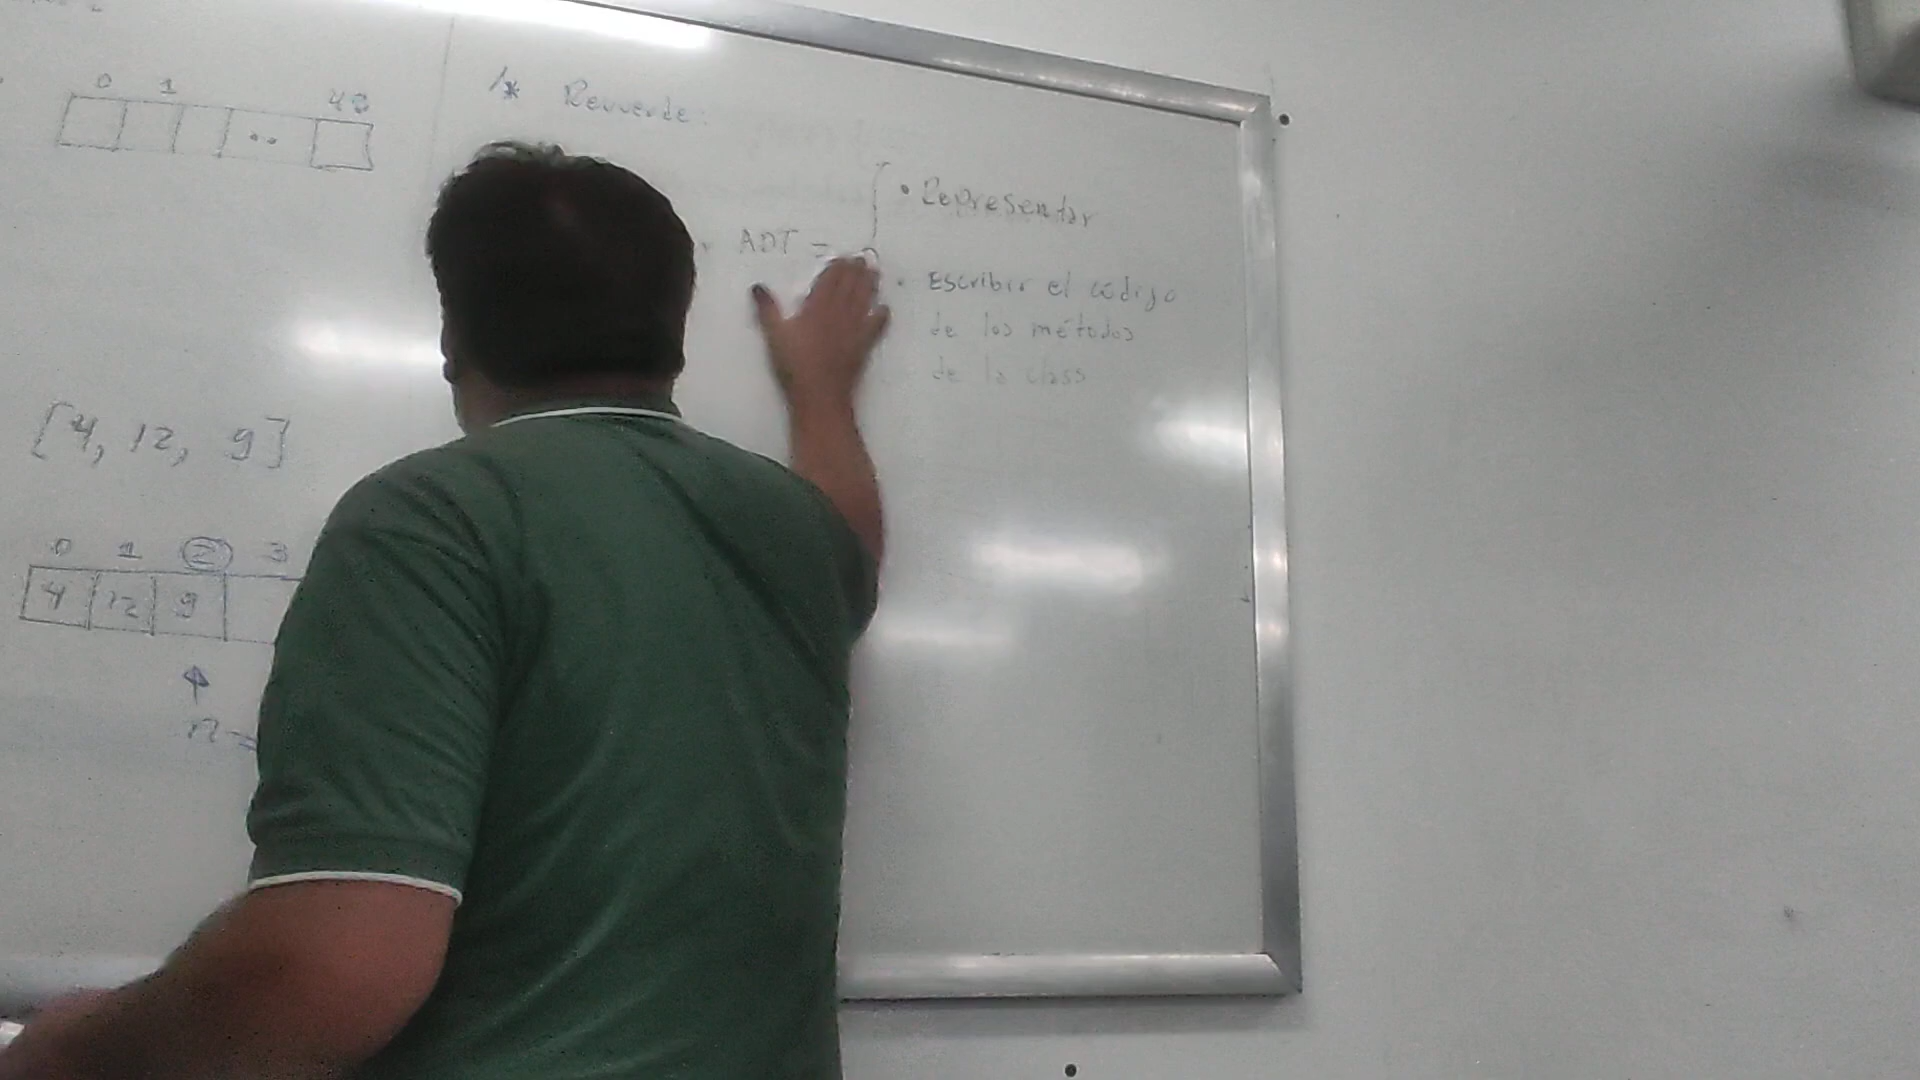 0 1
..
[4, 12, 9]
0 1 2 3
4 12 9
n =
1* Recuerde:
ADT =
• Representar
• Escribir el código
de los métodos
de la class